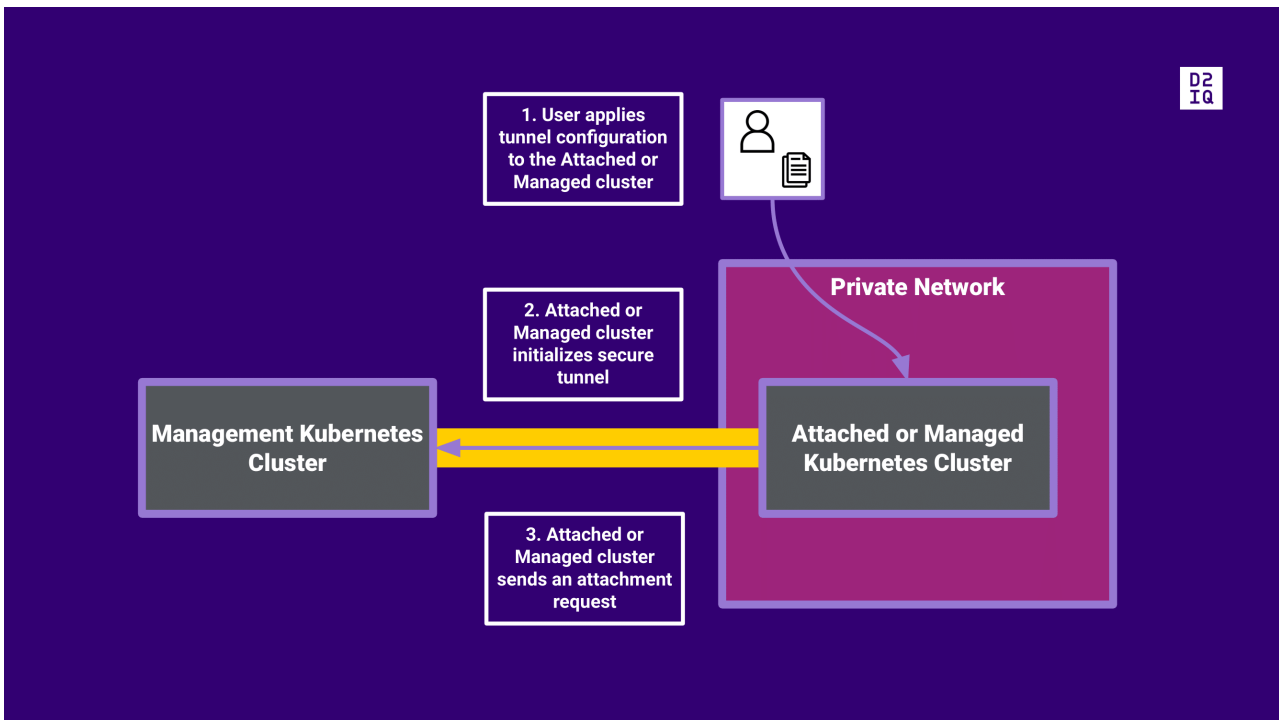 D2
IQ
1. User applies
tunnel configuration
to the Attached or
Managed cluster
Private Network
2. Attached or
Managed cluster
initializes secure
tunnel
Management Kubernetes
Cluster
Attached or Managed
Kubernetes Cluster
3. Attached or
Managed cluster
sends an attachment
request